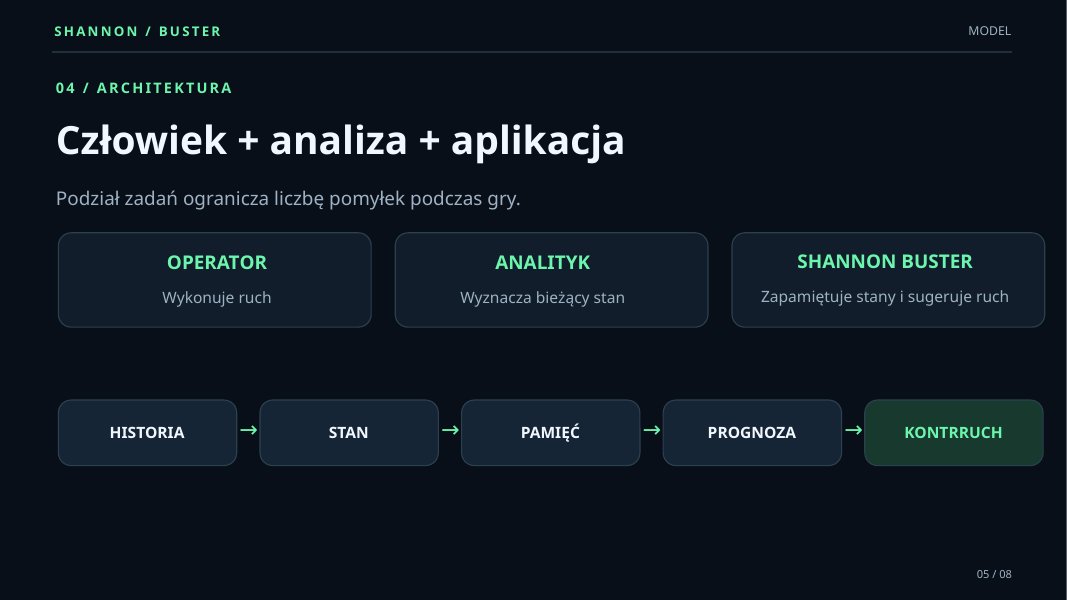 SHANNON / BUSTER
MODEL
04 / ARCHITEKTURA
Człowiek + analiza + aplikacja
Podział zadań ogranicza liczbę pomyłek podczas gry.
OPERATOR
Wykonuje ruch
ANALITYK
Wyznacza bieżący stan
SHANNON BUSTER
Zapamiętuje stany i sugeruje ruch
HISTORIA → STAN → PAMIĘĆ → PROGNOZA → KONTRRUCH
05 / 08